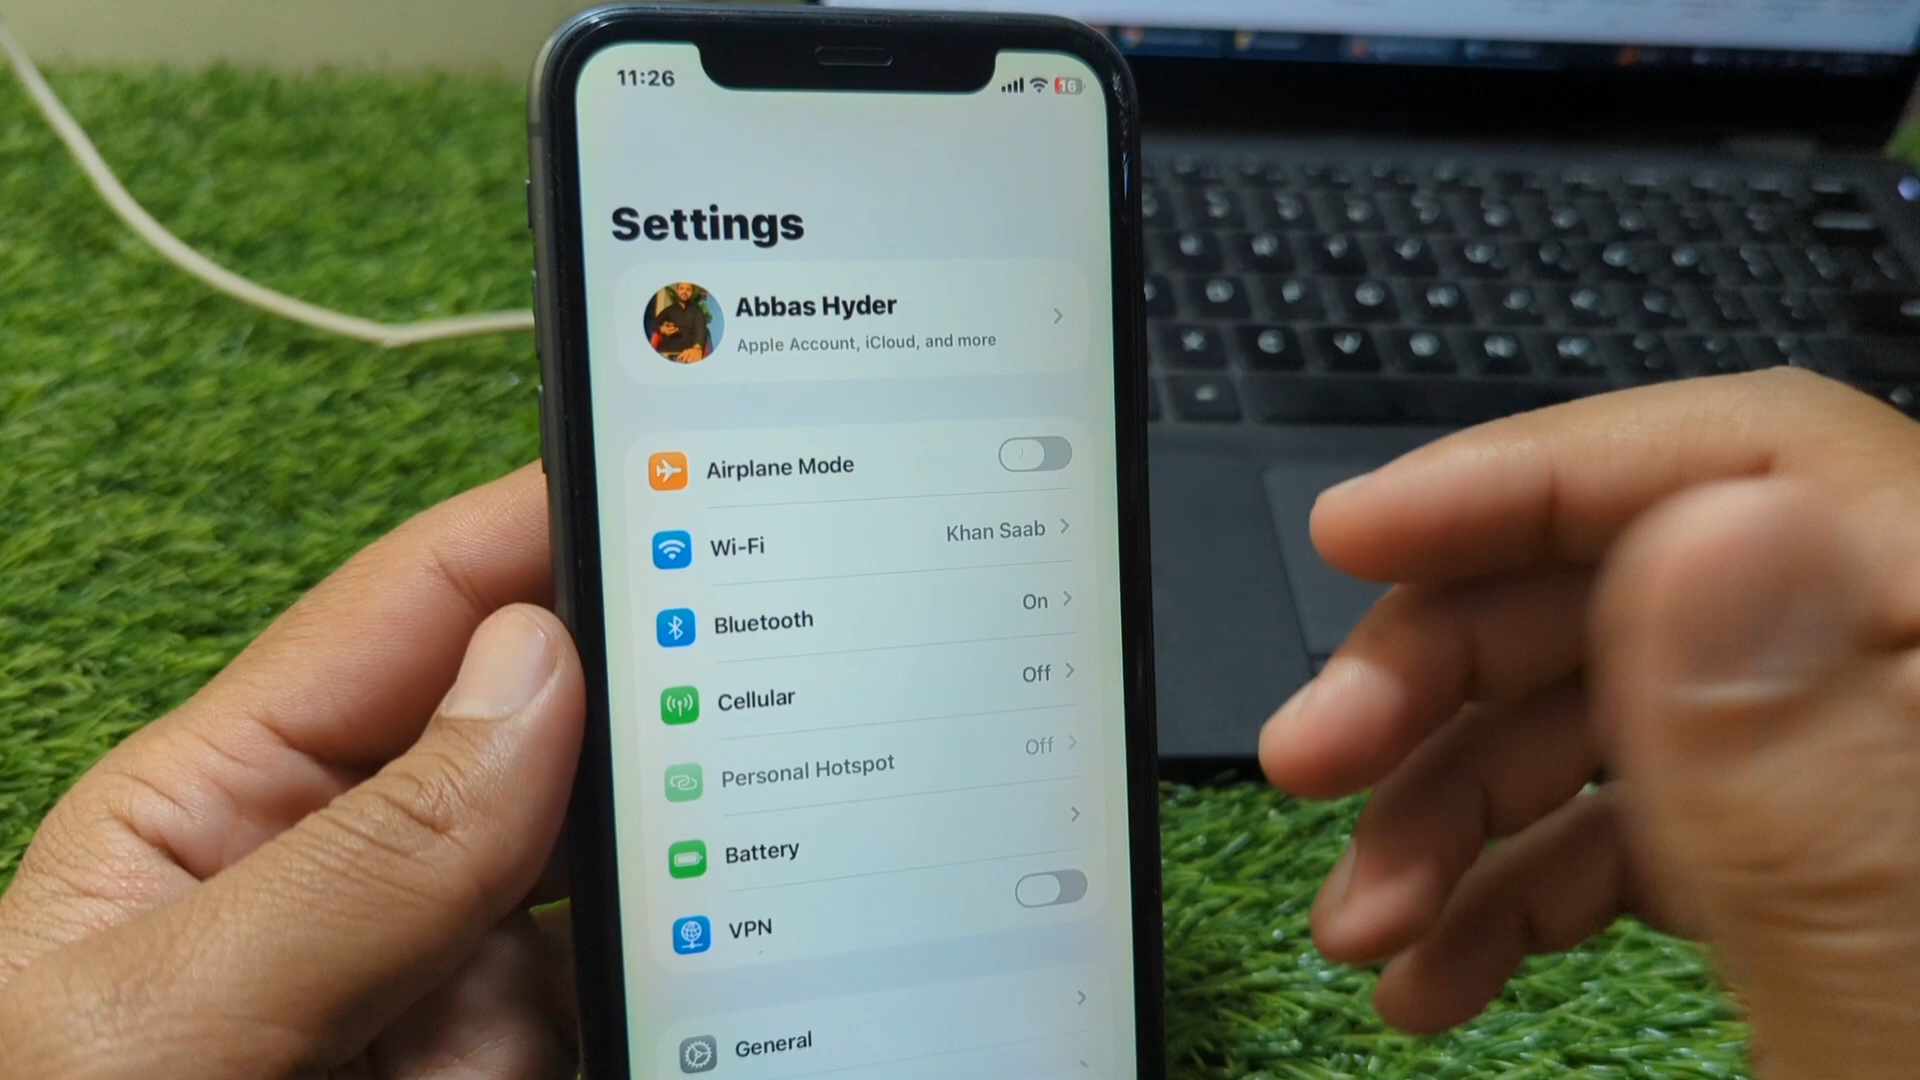 11:26
16
Settings
Abbas Hyder
Apple Account, iCloud, and more
Airplane Mode
Wi-Fi Khan Saab
Bluetooth On
Cellular Off
Personal Hotspot Off
Battery
VPN
General